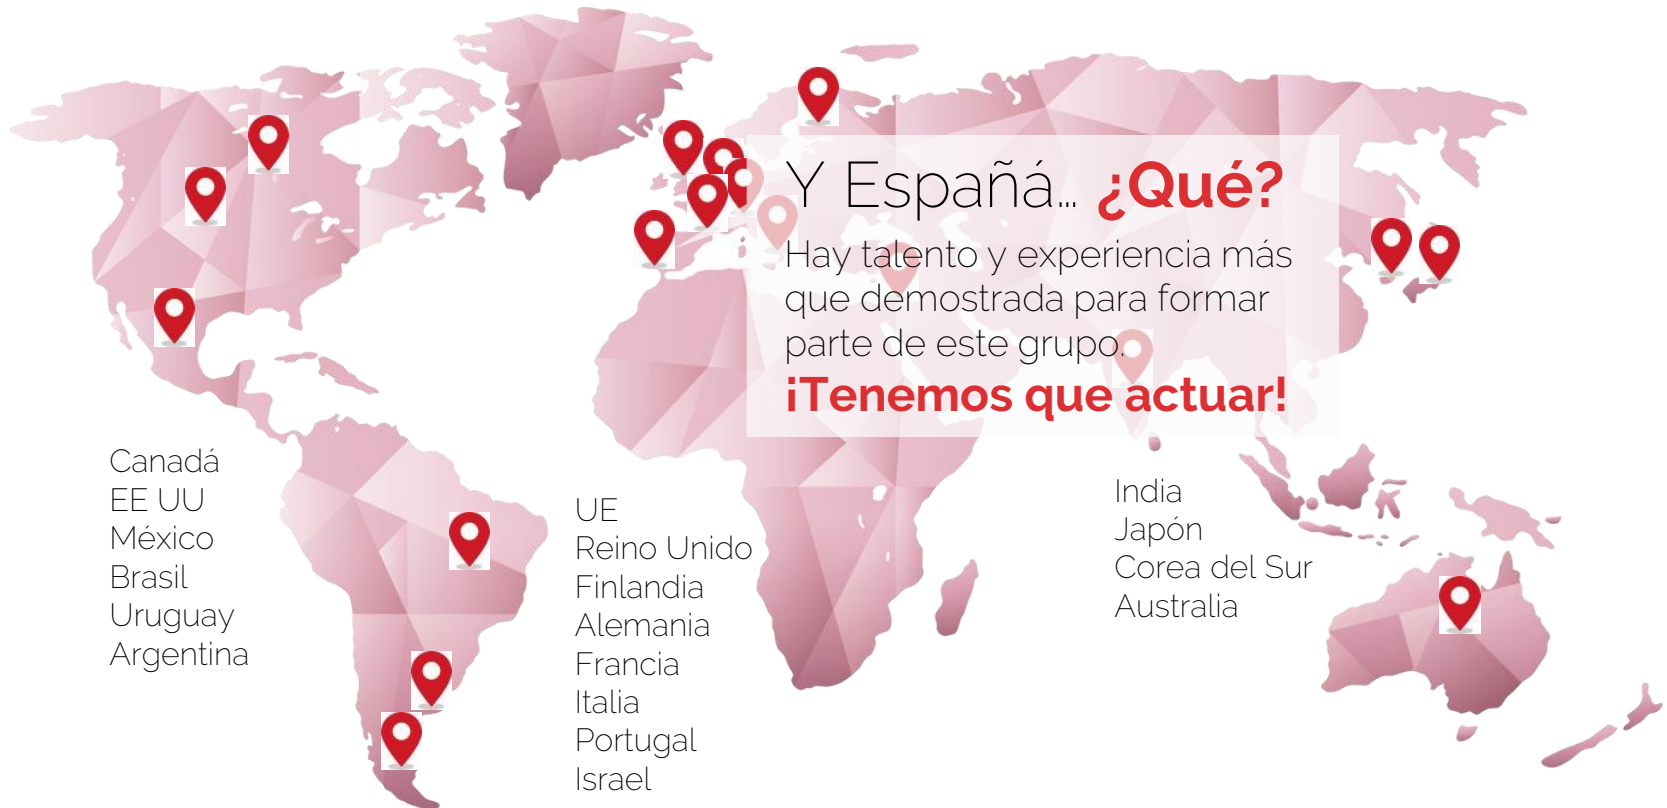 Y Españá... ¿Qué?
Hay talento y experiencia más
que demostrada para formar
parte de este grupo.
¡Tenemos que actuar!
Canadá
EE UU
México
Brasil
Uruguay
Argentina
UE
Reino Unido
Finlandia
Alemania
Francia
Italia
Portugal
Israel
India
Japón
Corea del Sur
Australia